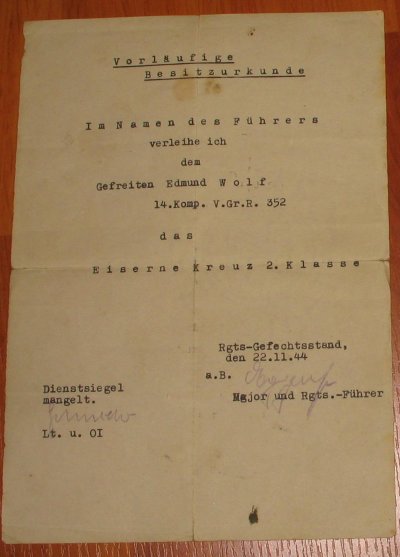 Vorläufige
Besitzurkunde
Im Namen des Führers
verleihe ich
dem
Gefreiten Edmund Wolf
14.Komp. V.Gr.R. 352
das
Eiserne Kreuz 2. Klasse
Rgts-Gefechtsstand,
den 22.11.44
a.B.
Major und Rgts.-Führer
Dienstsiegel
mangelt.
Lt. u. OI